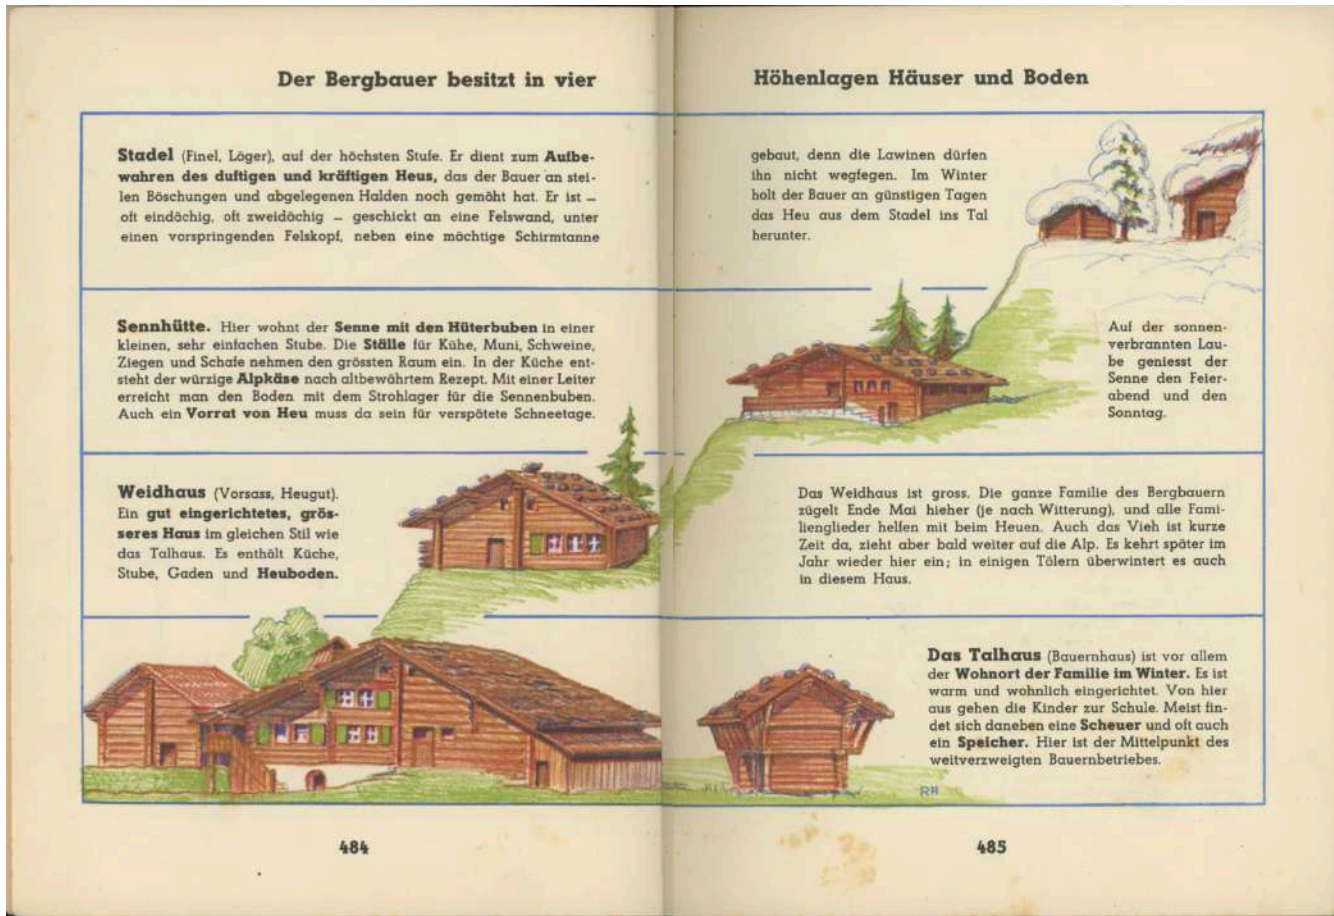 Der Bergbauer besitzt in vier Höhenlagen Häuser und Boden
Stadel (Finel, Löger), auf der höchsten Stufe. Er dient zum Aufbe-
wahren des duftigen und kräftigen Heus, das der Bauer an stei-
len Böschungen und abgelegenen Halden noch gemäht hat. Er ist –
oft eindächig, oft zweidächig – geschickt an eine Felswand, unter
einen vorspringenden Felskopf, neben eine mächtige Schirmtanne
gebaut, denn die Lawinen dürfen
ihn nicht wegfegen. Im Winter
holt der Bauer an günstigen Tagen
das Heu aus dem Stadel ins Tal
herunter.
Sennhütte. Hier wohnt der Senne mit den Hüterbuben in einer
kleinen, sehr einfachen Stube. Die Ställe für Kühe, Muni, Schweine,
Ziegen und Schafe nehmen den grössten Raum ein. In der Küche ent-
steht der würzige Alpkäse nach altbewährtem Rezept. Mit einer Leiter
erreicht man den Boden mit dem Strohlager für die Sennenbuben.
Auch ein Vorrat von Heu muss da sein für verspätete Schneetage.
Auf der sonnen-
verbrannten Lau-
be geniesst der
Senne den Feier-
abend und den
Sonntag.
Weidhaus (Vorsass, Heugut).
Ein gut eingerichtetes, grös-
seres Haus im gleichen Stil wie
das Talhaus. Es enthält Küche,
Stube, Gaden und Heuboden.
Das Weidhaus ist gross. Die ganze Familie des Bergbauern
zügelt Ende Mai hieher (je nach Witterung), und alle Fami-
lienglieder helfen mit beim Heuen. Auch das Vieh ist kurze
Zeit da, zieht aber bald weiter auf die Alp. Es kehrt später im
Jahr wieder hier ein; in einigen Tälern überwintert es auch
in diesem Haus.
Das Talhaus (Bauernhaus) ist vor allem
der Wohnort der Familie im Winter. Es ist
warm und wohnlich eingerichtet. Von hier
aus gehen die Kinder zur Schule. Meist fin-
det sich daneben eine Scheuer und oft auch
ein Speicher. Hier ist der Mittelpunkt des
weitverzweigten Bauernbetriebes.
484
485